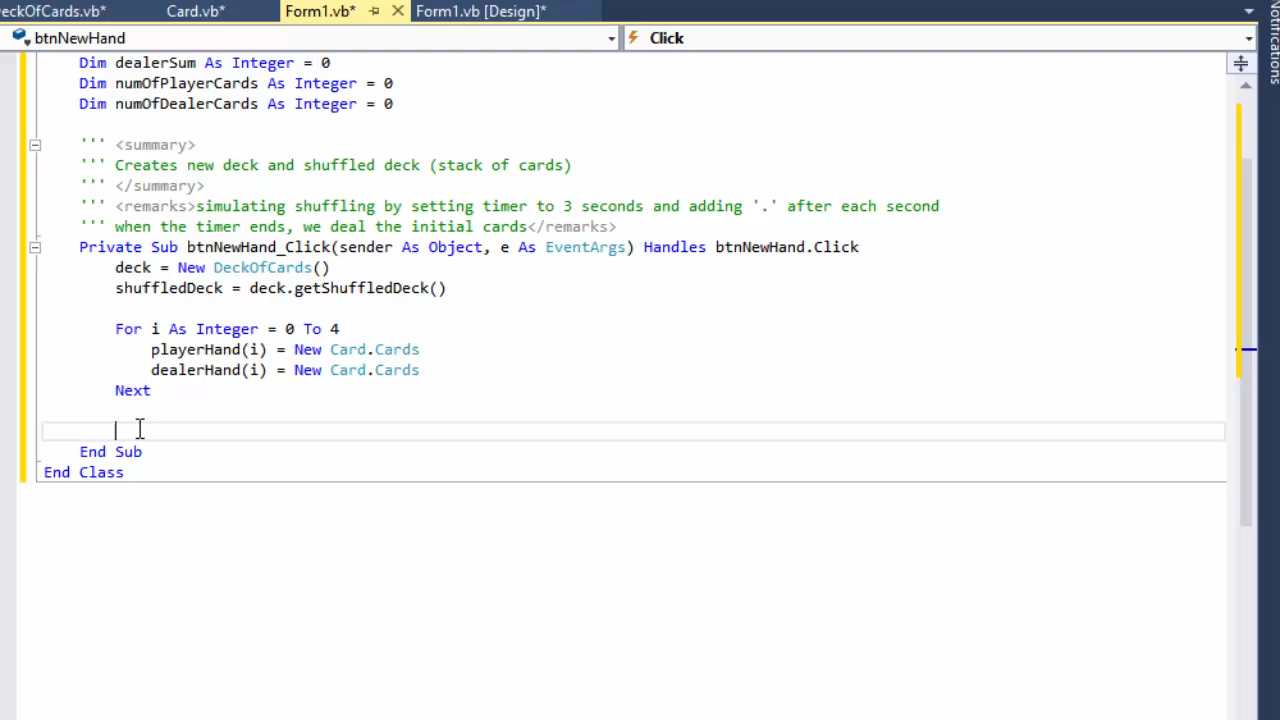 eckOfCards.vb* Card.vb* Form1.vb* Form1.vb [Design]*
btnNewHand Click
Dim dealerSum As Integer = 0
Dim numOfPlayerCards As Integer = 0
Dim numOfDealerCards As Integer = 0
''' <summary>
''' Creates new deck and shuffled deck (stack of cards)
''' </summary>
''' <remarks>simulating shuffling by setting timer to 3 seconds and adding '.' after each second
''' when the timer ends, we deal the initial cards</remarks>
Private Sub btnNewHand_Click(sender As Object, e As EventArgs) Handles btnNewHand.Click
deck = New DeckOfCards()
shuffledDeck = deck.getShuffledDeck()
For i As Integer = 0 To 4
playerHand(i) = New Card.Cards
dealerHand(i) = New Card.Cards
Next
End Sub
End Class
Notifications